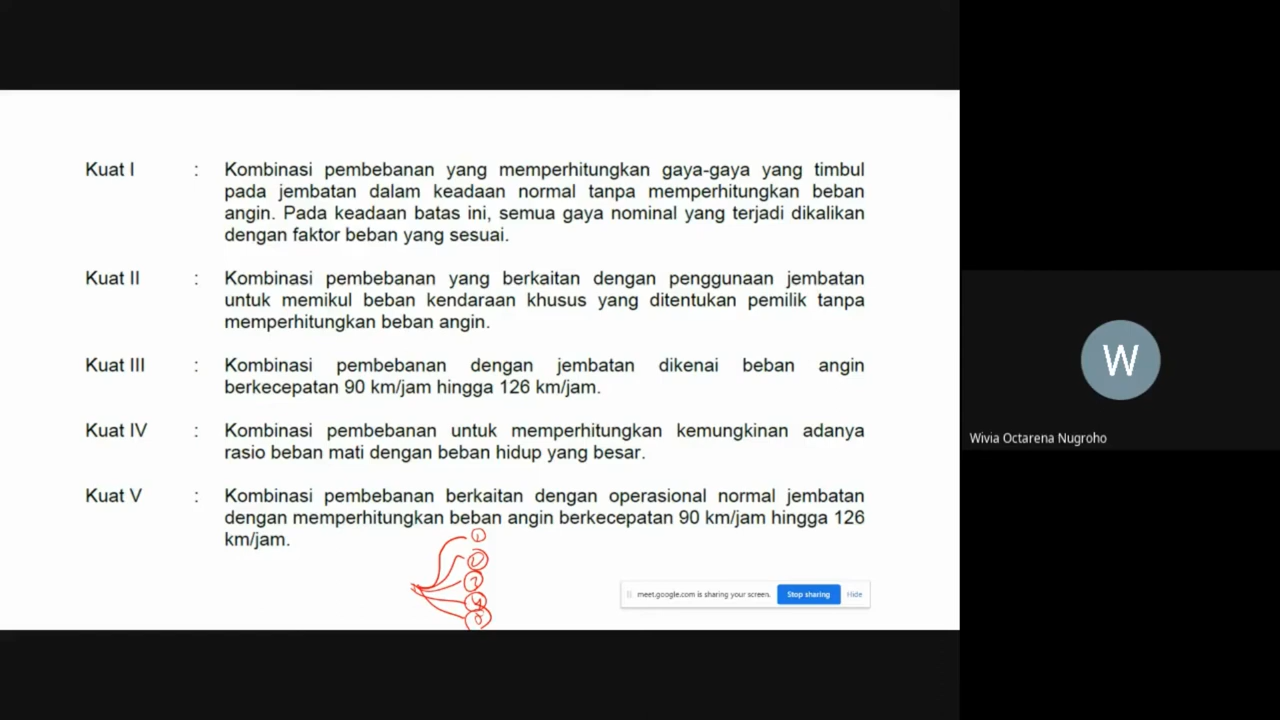 Kuat I : Kombinasi pembebanan yang memperhitungkan gaya-gaya yang timbul
pada jembatan dalam keadaan normal tanpa memperhitungkan beban
angin. Pada keadaan batas ini, semua gaya nominal yang terjadi dikalikan
dengan faktor beban yang sesuai.
Kuat II : Kombinasi pembebanan yang berkaitan dengan penggunaan jembatan
untuk memikul beban kendaraan khusus yang ditentukan pemilik tanpa
memperhitungkan beban angin.
Kuat III : Kombinasi pembebanan dengan jembatan dikenai beban angin
berkecepatan 90 km/jam hingga 126 km/jam.
Kuat IV : Kombinasi pembebanan untuk memperhitungkan kemungkinan adanya
rasio beban mati dengan beban hidup yang besar.
Kuat V : Kombinasi pembebanan berkaitan dengan operasional normal jembatan
dengan memperhitungkan beban angin berkecepatan 90 km/jam hingga 126
km/jam.
1
3
meet.google.com is sharing your screen. Stop sharing Hide
W
Wivia Octarena Nugroho